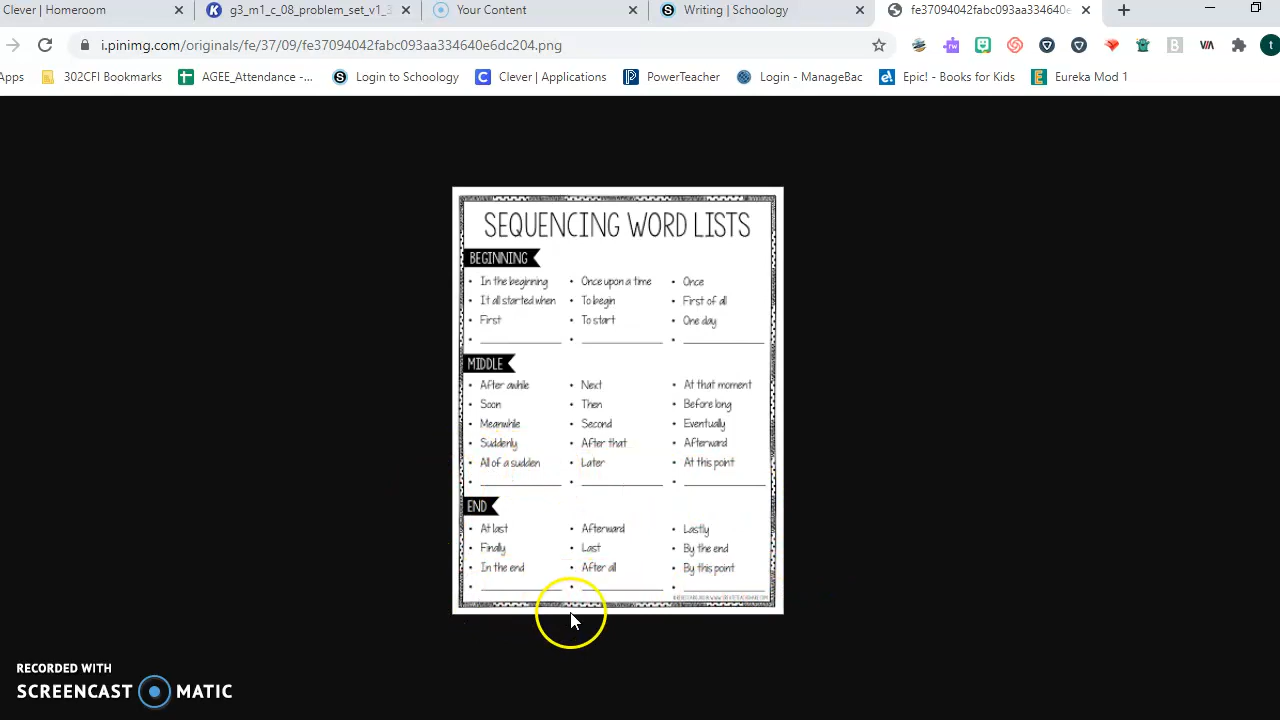 Clever | Homeroom
g3_m1_c_08_problem_set_v1_3
Your Content
Writing | Schoology
fe37094042fabc093aa334640e
i.pinimg.com/originals/fe/37/09/fe37094042fabc093aa334640e6dc204.png
Apps
302CFI Bookmarks
AGEE_Attendance -...
Login to Schoology
Clever | Applications
PowerTeacher
Login - ManageBac
Epic! - Books for Kids
Eureka Mod 1
SEQUENCING WORD LISTS
BEGINNING
• In the beginning • Once upon a time • Once
• It all started when • To begin • First of all
• First • To start • One day
MIDDLE
• After awhile • Next • At that moment
• Soon • Then • Before long
• Meanwhile • Second • Eventually
• Suddenly • After that • Afterward
• All of a sudden • Later • At this point
END
• At last • Afterward • Lastly
• Finally • Last • By the end
• In the end • After all • By this point
RECORDED WITH
SCREENCAST MATIC